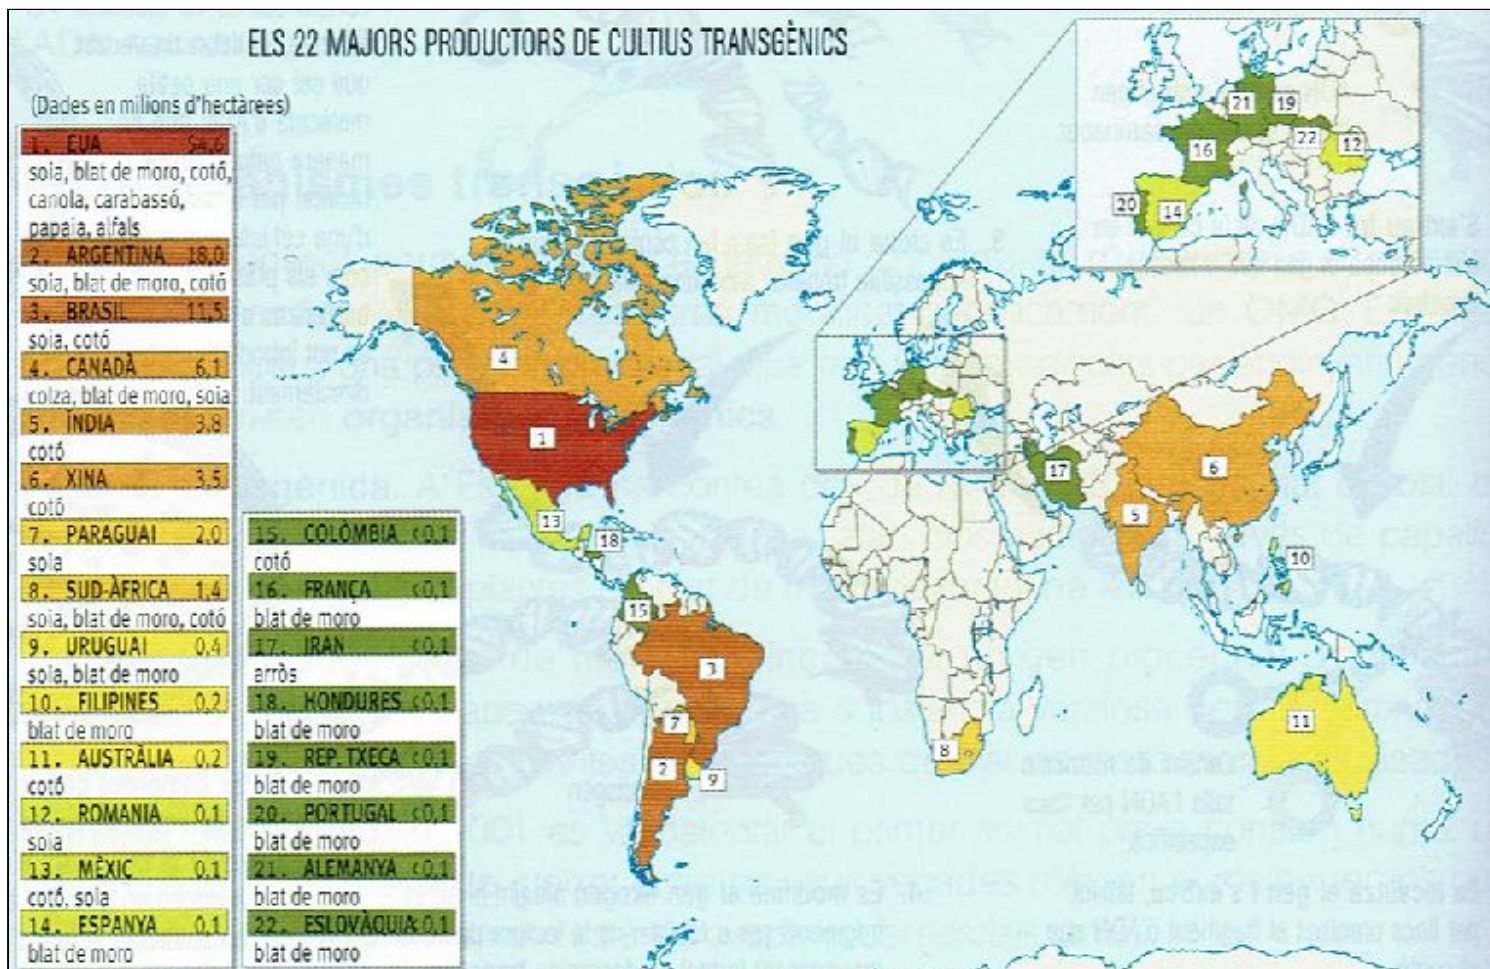 ELS 22 MAJORS PRODUCTORS DE CULTIUS TRANSGÈNICS
(Dades en milions d'hectàrees)
1. EUA 54,6
soia, blat de moro, cotó,
canola, carabassó,
papaia, alfals
2. ARGENTINA 18,0
soia, blat de moro, cotó
3. BRASIL 11,5
soia, cotó
4. CANADÀ 6,1
colza, blat de moro, soia
5. ÍNDIA 3,8
cotó
6. XINA 3,5
cotó
7. PARAGUAI 2,0
soia
8. SUD-ÀFRICA 1,4
soia, blat de moro, cotó
9. URUGUAI 0,4
soia, blat de moro
10. FILIPINES 0,2
blat de moro
11. AUSTRÀLIA 0,2
cotó
12. ROMANIA 0,1
soia
13. MÈXIC 0,1
cotó, soia
14. ESPANYA 0,1
blat de moro
15. COLÒMBIA <0,1
cotó
16. FRANÇA <0,1
blat de moro
17. IRAN <0,1
arròs
18. HONDURES <0,1
blat de moro
19. REP. TXECA <0,1
blat de moro
20. PORTUGAL <0,1
blat de moro
21. ALEMANYA <0,1
blat de moro
22. ESLOVÀQUIA <0,1
blat de moro
21
19
16
22
12
20
14
4
1
13
18
15
3
7
2
9
8
17
6
5
10
11